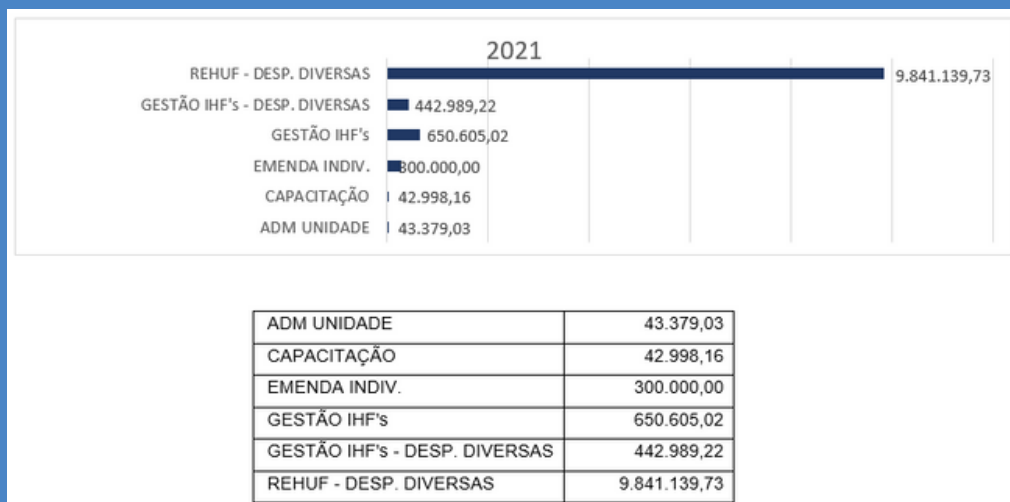 2021
REHUF - DESP. DIVERSAS 9.841.139,73
GESTÃO IHF's - DESP. DIVERSAS 442.989,22
GESTÃO IHF's 650.605,02
EMENDA INDIV. 300.000,00
CAPACITAÇÃO 42.998,16
ADM UNIDADE 43.379,03
ADM UNIDADE 43.379,03
CAPACITAÇÃO 42.998,16
EMENDA INDIV. 300.000,00
GESTÃO IHF's 650.605,02
GESTÃO IHF's - DESP. DIVERSAS 442.989,22
REHUF - DESP. DIVERSAS 9.841.139,73